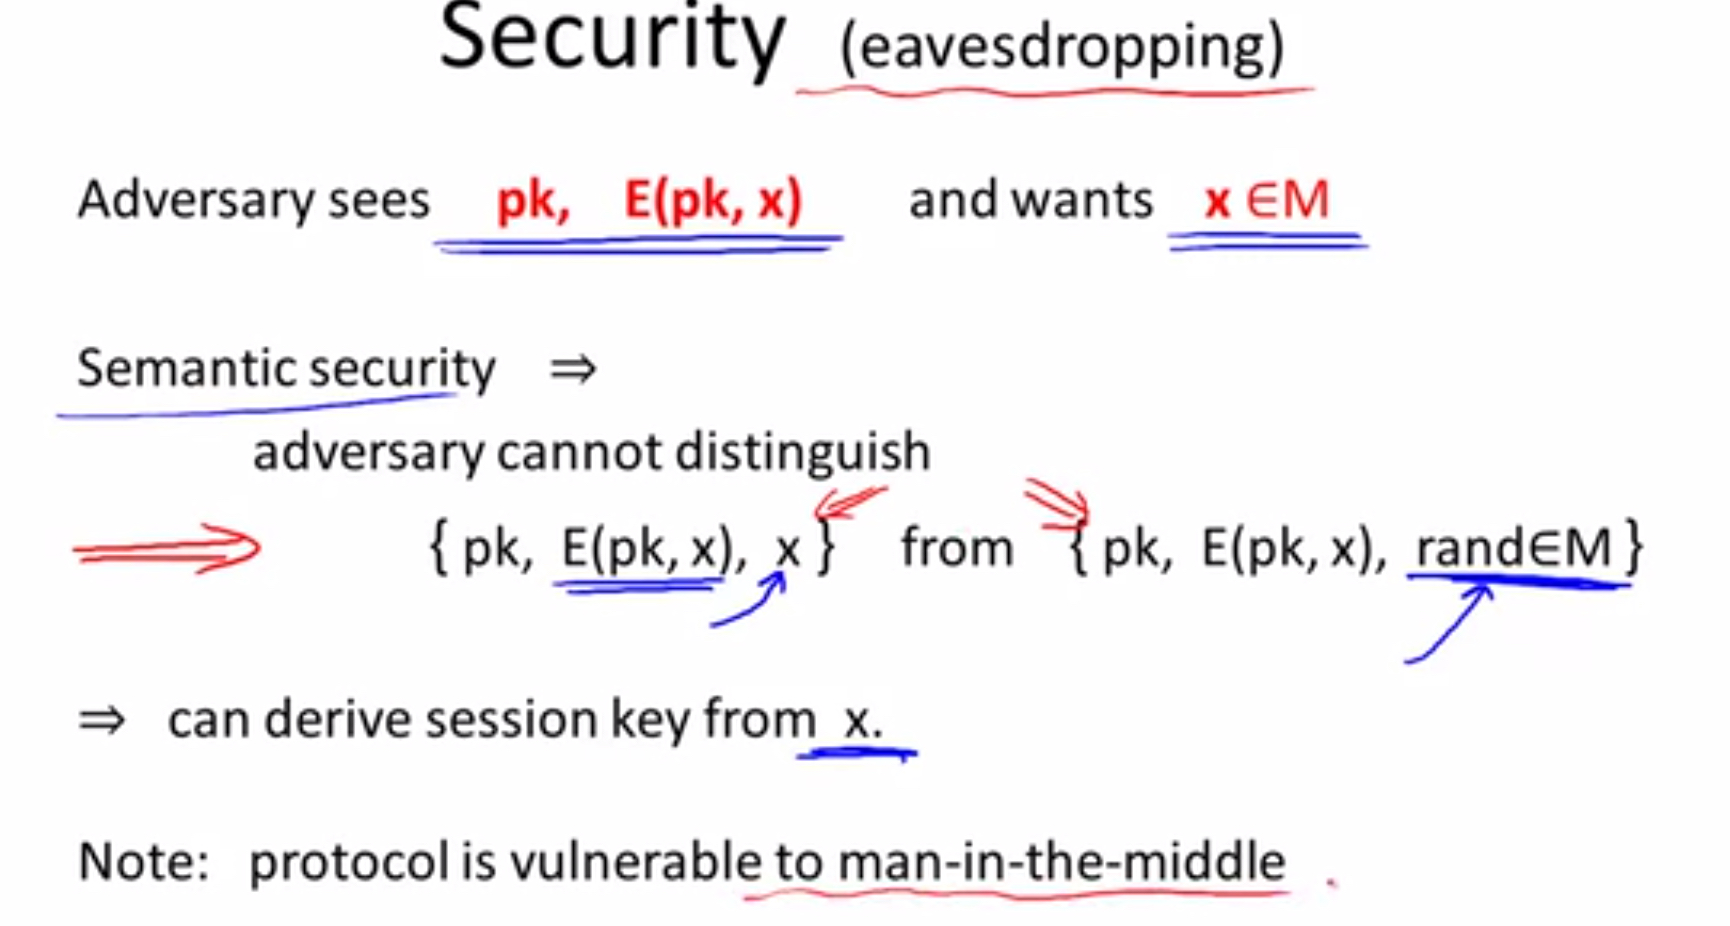 Security (eavesdropping)
Adversary sees pk, E(pk, x) and wants x ∈M
Semantic security ⇒
adversary cannot distinguish
{ pk, E(pk, x), x } from { pk, E(pk, x), rand∈M }
⇒ can derive session key from x.
Note: protocol is vulnerable to man-in-the-middle